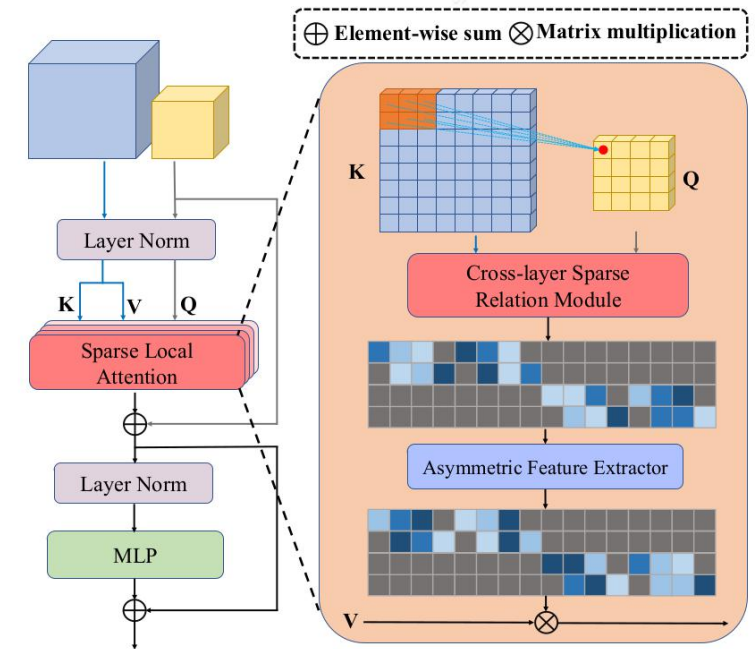 ⊕ Element-wise sum ⊗ Matrix multiplication
Layer Norm
K
V
Q
Sparse Local
Attention
Layer Norm
MLP
K
Q
Cross-layer Sparse
Relation Module
Asymmetric Feature Extractor
V